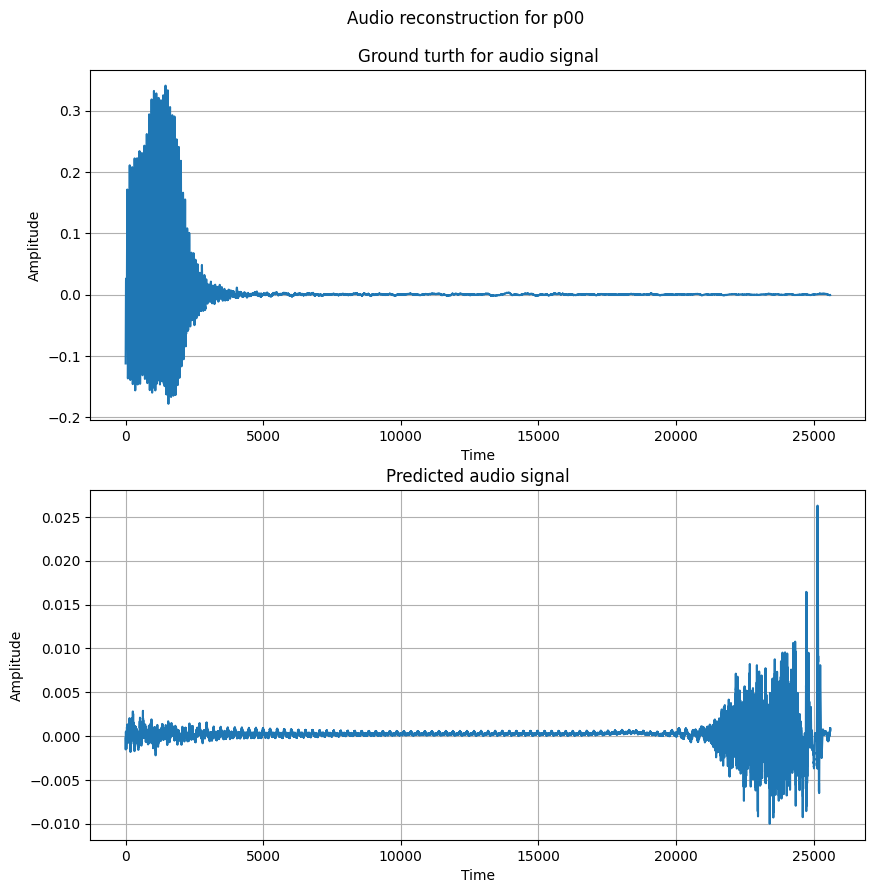 Audio reconstruction for p00
Ground turth for audio signal
0.3
0.2
0.1
0.0
−0.1
−0.2
Amplitude
0 5000 10000 15000 20000 25000
Time
Predicted audio signal
0.025
0.020
0.015
0.010
0.005
0.000
−0.005
−0.010
Amplitude
0 5000 10000 15000 20000 25000
Time